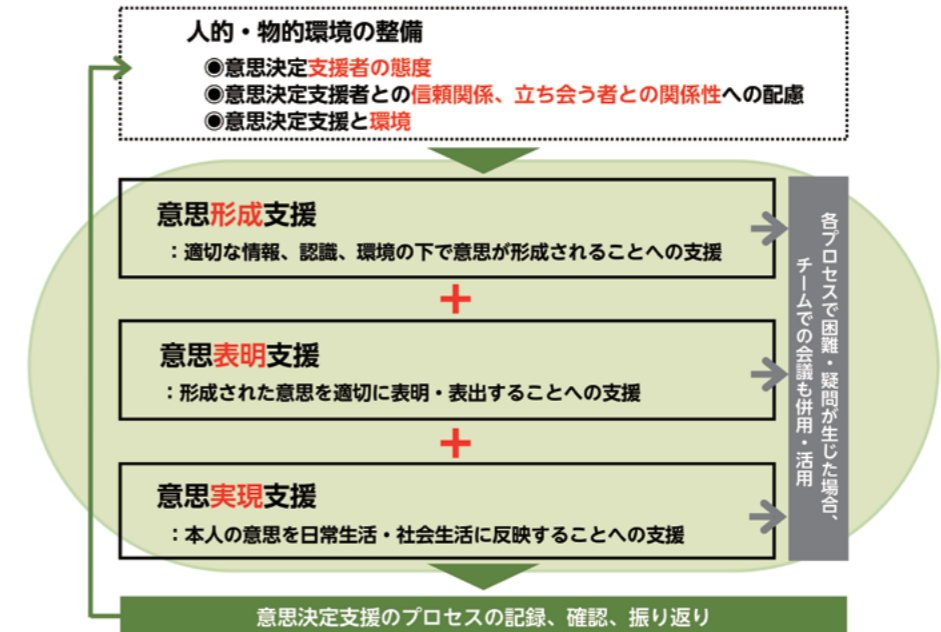 人的・物的環境の整備
◉意思決定支援者の態度
◉意思決定支援者との信頼関係、立ち会う者との関係性への配慮
◉意思決定支援と環境
意思形成支援
：適切な情報、認識、環境の下で意思が形成されることへの支援
+
意思表明支援
：形成された意思を適切に表明・表出することへの支援
+
意思実現支援
：本人の意思を日常生活・社会生活に反映することへの支援
各プロセスで困難・疑問が生じた場合、
チームでの会議も併用・活用
意思決定支援のプロセスの記録、確認、振り返り